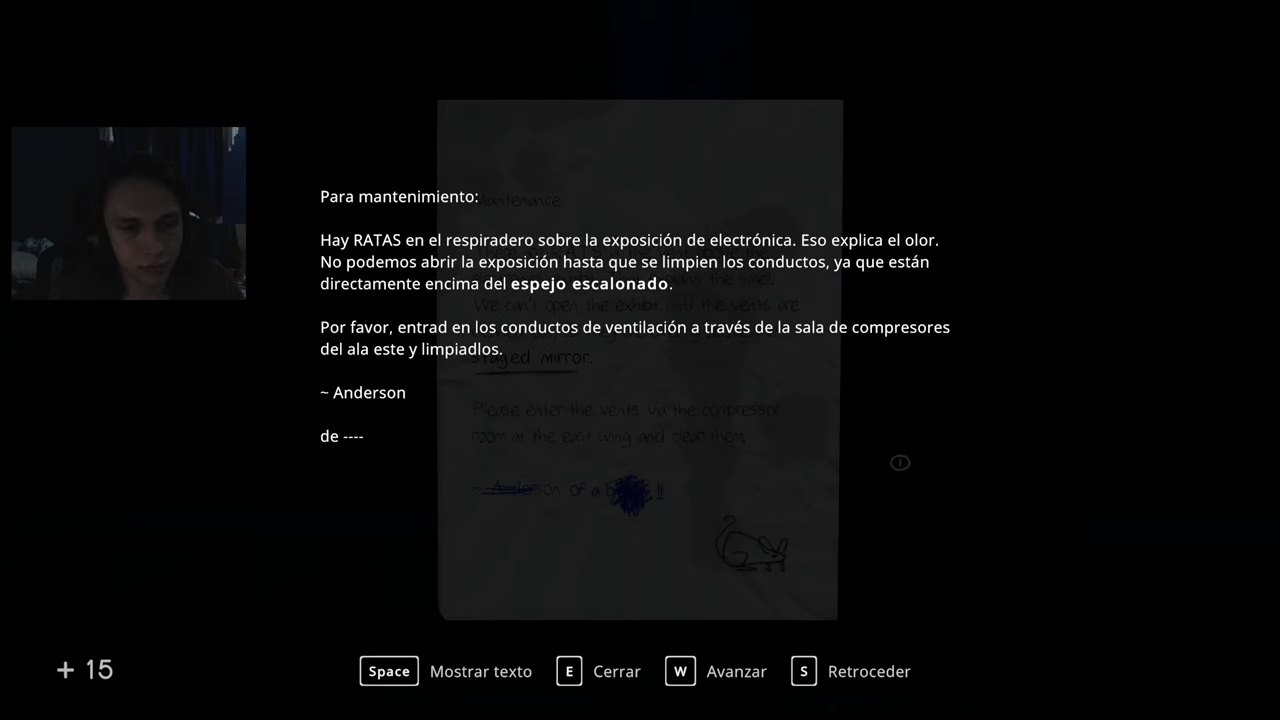 Para mantenimiento:
Mantenance
Hay RATAS en el respiradero sobre la exposición de electrónica. Eso explica el olor.
No podemos abrir la exposición hasta que se limpien los conductos, ya que están
directamente encima del espejo escalonado.
We can't open the exhibit until the vents are
Por favor, entrad en los conductos de ventilación a través de la sala de compresores
del ala este y limpiadlos.
staged mirror.
~ Anderson
Please enter the vents via the compressor
de ----
room at the east wing and clear them,
son of a !!
+ 15
Space Mostrar texto E Cerrar W Avanzar S Retroceder